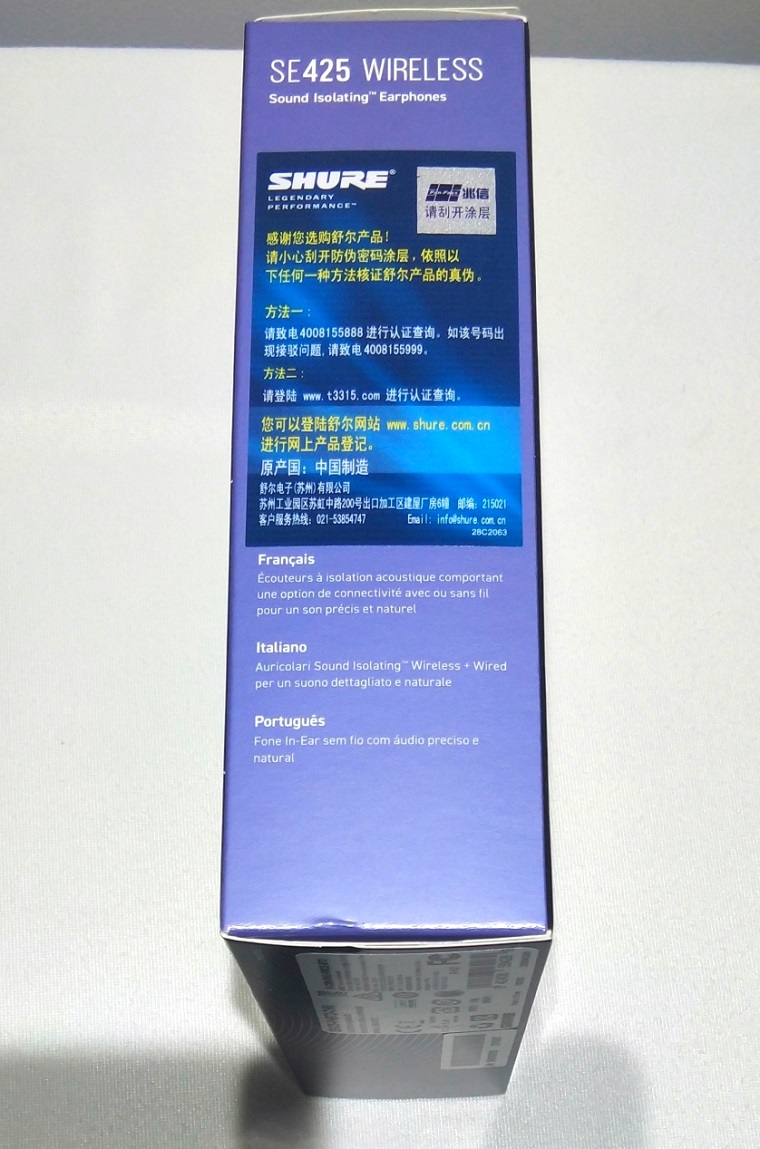 SE425 WIRELESS
Sound Isolating™ Earphones
SHURE®
LEGENDARY
PERFORMANCE™
兆信
请刮开涂层
感谢您选购舒尔产品！
请小心刮开防伪密码涂层，依照以
下任何一种方法核证舒尔产品的真伪。
方法一：
请致电4008155888 进行认证查询。如该号码出
现接驳问题, 请致电 4008155999。
方法二：
请登陆 www.t3315.com 进行认证查询。
您可以登陆舒尔网站 www.shure.com.cn
进行网上产品登记。
原产国：中国制造
舒尔电子(苏州)有限公司
苏州工业园区苏虹中路200号出口加工区建屋厂房6幢 邮编: 215021
客户服务热线: 021-53854747 Email: info@shure.com.cn
28C2063
Français
Écouteurs à isolation acoustique comportant
une option de connectivité avec ou sans fil
pour un son précis et naturel
Italiano
Auricolari Sound Isolating™ Wireless + Wired
per un suono dettagliato e naturale
Português
Fone In-Ear sem fio com áudio preciso e
natural